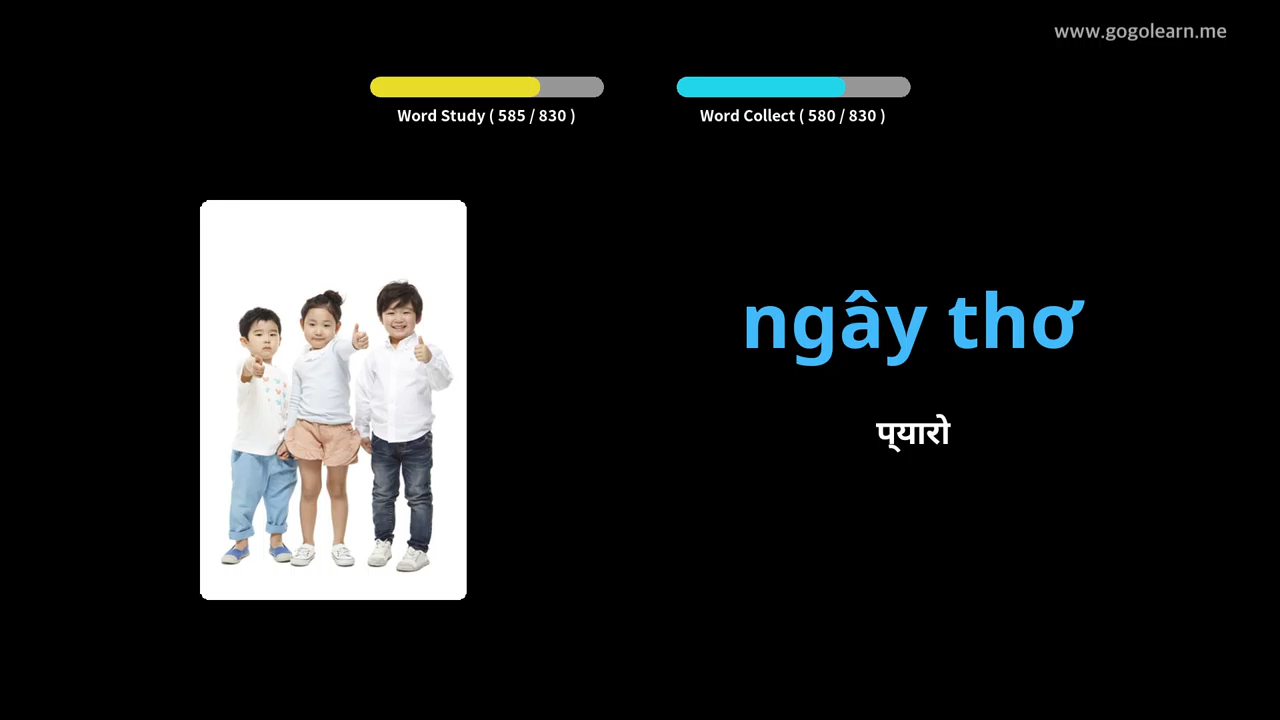 www.gogolearn.me
Word Study ( 585 / 830 )
Word Collect ( 580 / 830 )
ngây thơ
प्यारो